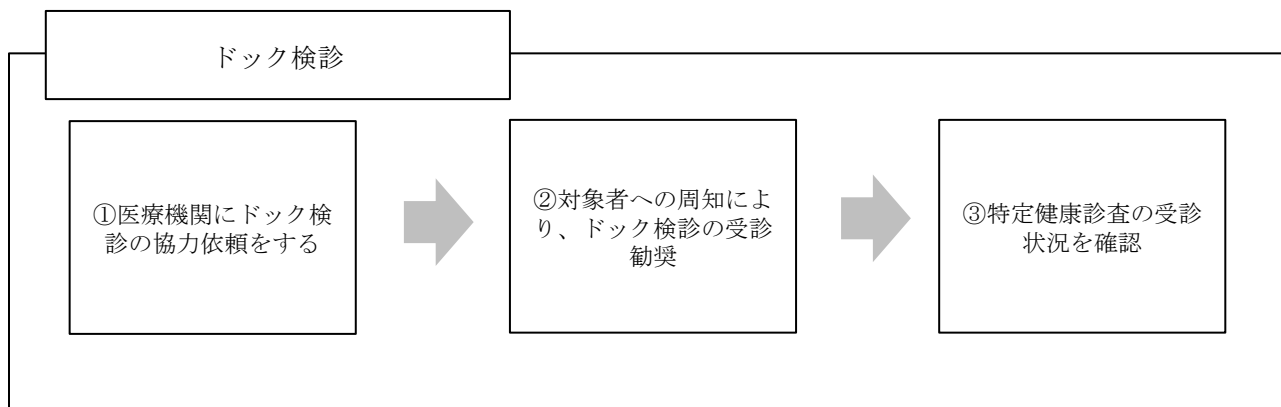 ドック検診
①医療機関にドック検
診の協力依頼をする
②対象者への周知によ
り、ドック検診の受診
勧奨
③特定健康診査の受診
状況を確認